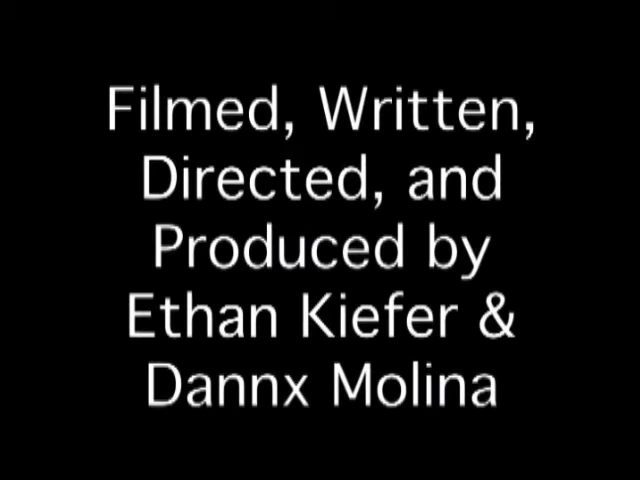 Filmed, Written,
Directed, and
Produced by
Ethan Kiefer &
Dannx Molina